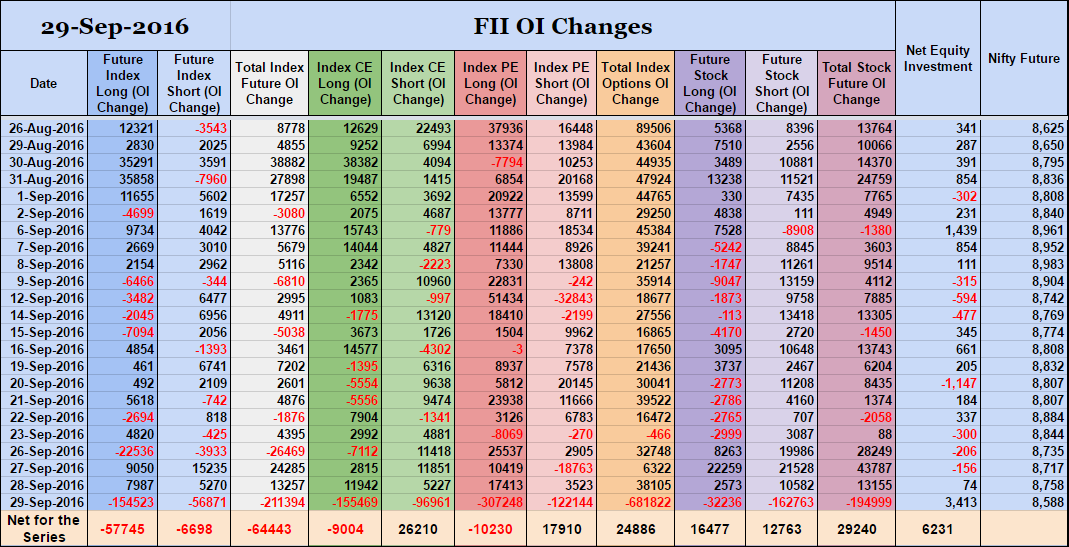 29-Sep-2016 FII OI Changes
Date Future Index Long (OI Change) Future Index Short (OI Change) Total Index Future OI Change Index CE Long (OI Change) Index CE Short (OI Change) Index PE Long (OI Change) Index PE Short (OI Change) Total Index Options OI Change Future Stock Long (OI Change) Future Stock Short (OI Change) Total Stock Future OI Change Net Equity Investment Nifty Future
26-Aug-2016 12321 -3543 8778 12629 22493 37936 16448 89506 5368 8396 13764 341 8,625
29-Aug-2016 2830 2025 4855 9252 6994 13374 13984 43604 7510 2556 10066 287 8,650
30-Aug-2016 35291 3591 38882 38382 4094 -7794 10253 44935 3489 10881 14370 391 8,795
31-Aug-2016 35858 -7960 27898 19487 1415 6854 20168 47924 13238 11521 24759 854 8,836
1-Sep-2016 11655 5602 17257 6552 3692 20922 13599 44765 330 7435 7765 -302 8,808
2-Sep-2016 -4699 1619 -3080 2075 4687 13777 8711 29250 4838 111 4949 231 8,840
6-Sep-2016 9734 4042 13776 15743 -779 11886 18534 45384 7528 -8908 -1380 1,439 8,961
7-Sep-2016 2669 3010 5679 14044 4827 11444 8926 39241 -5242 8845 3603 854 8,952
8-Sep-2016 2154 2962 5116 2342 -2223 7330 13808 21257 -1747 11261 9514 111 8,983
9-Sep-2016 -6466 -344 -6810 2365 10960 22831 -242 35914 -9047 13159 4112 -315 8,904
12-Sep-2016 -3482 6477 2995 1083 -997 51434 -32843 18677 -1873 9758 7885 -594 8,742
14-Sep-2016 -2045 6956 4911 -1775 13120 18410 -2199 27556 -113 13418 13305 -477 8,769
15-Sep-2016 -7094 2056 -5038 3673 1726 1504 9962 16865 -4170 2720 -1450 345 8,774
16-Sep-2016 4854 -1393 3461 14577 -4302 -3 7378 17650 3095 10648 13743 661 8,808
19-Sep-2016 461 6741 7202 -1395 6316 8937 7578 21436 3737 2467 6204 205 8,832
20-Sep-2016 492 2109 2601 -5554 9638 5812 20145 30041 -2773 11208 8435 -1,147 8,807
21-Sep-2016 5618 -742 4876 -5556 9474 23938 11666 39522 -2786 4160 1374 184 8,807
22-Sep-2016 -2694 818 -1876 7904 -1341 3126 6783 16472 -2765 707 -2058 337 8,884
23-Sep-2016 4820 -425 4395 2992 4881 -8069 -270 -466 -2999 3087 88 -300 8,844
26-Sep-2016 -22536 -3933 -26469 -7112 11418 25537 2905 32748 8263 19986 28249 -206 8,735
27-Sep-2016 9050 15235 24285 2815 11851 10419 -18763 6322 22259 21528 43787 -156 8,717
28-Sep-2016 7987 5270 13257 11942 5227 17413 3523 38105 2573 10582 13155 74 8,758
29-Sep-2016 -154523 -56871 -211394 -155469 -96961 -307248 -122144 -681822 -32236 -162763 -194999 3,413 8,588
Net for the Series -57745 -6698 -64443 -9004 26210 -10230 17910 24886 16477 12763 29240 6231